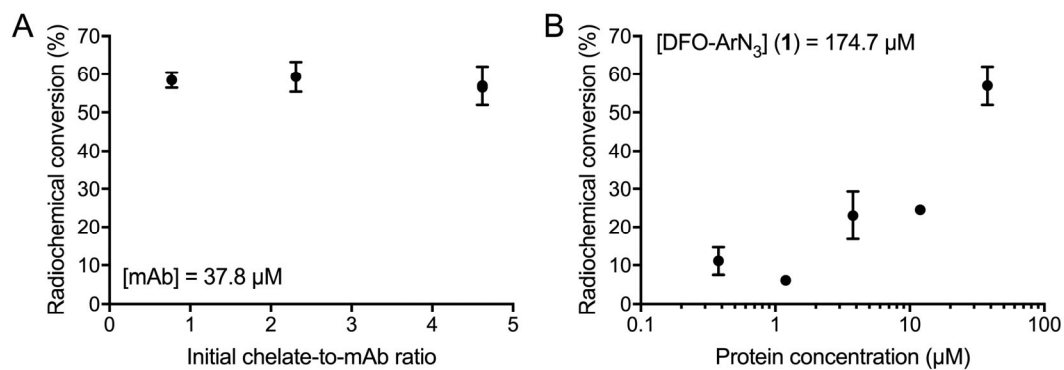 A
Radiochemical conversion (%)
70
60
50
40
30
20
10
0
[mAb] = 37.8 µM
0 1 2 3 4 5
Initial chelate-to-mAb ratio
B
Radiochemical conversion (%)
70
60
50
40
30
20
10
0
[DFO-ArN₃] (1) = 174.7 µM
0.1 1 10 100
Protein concentration (µM)